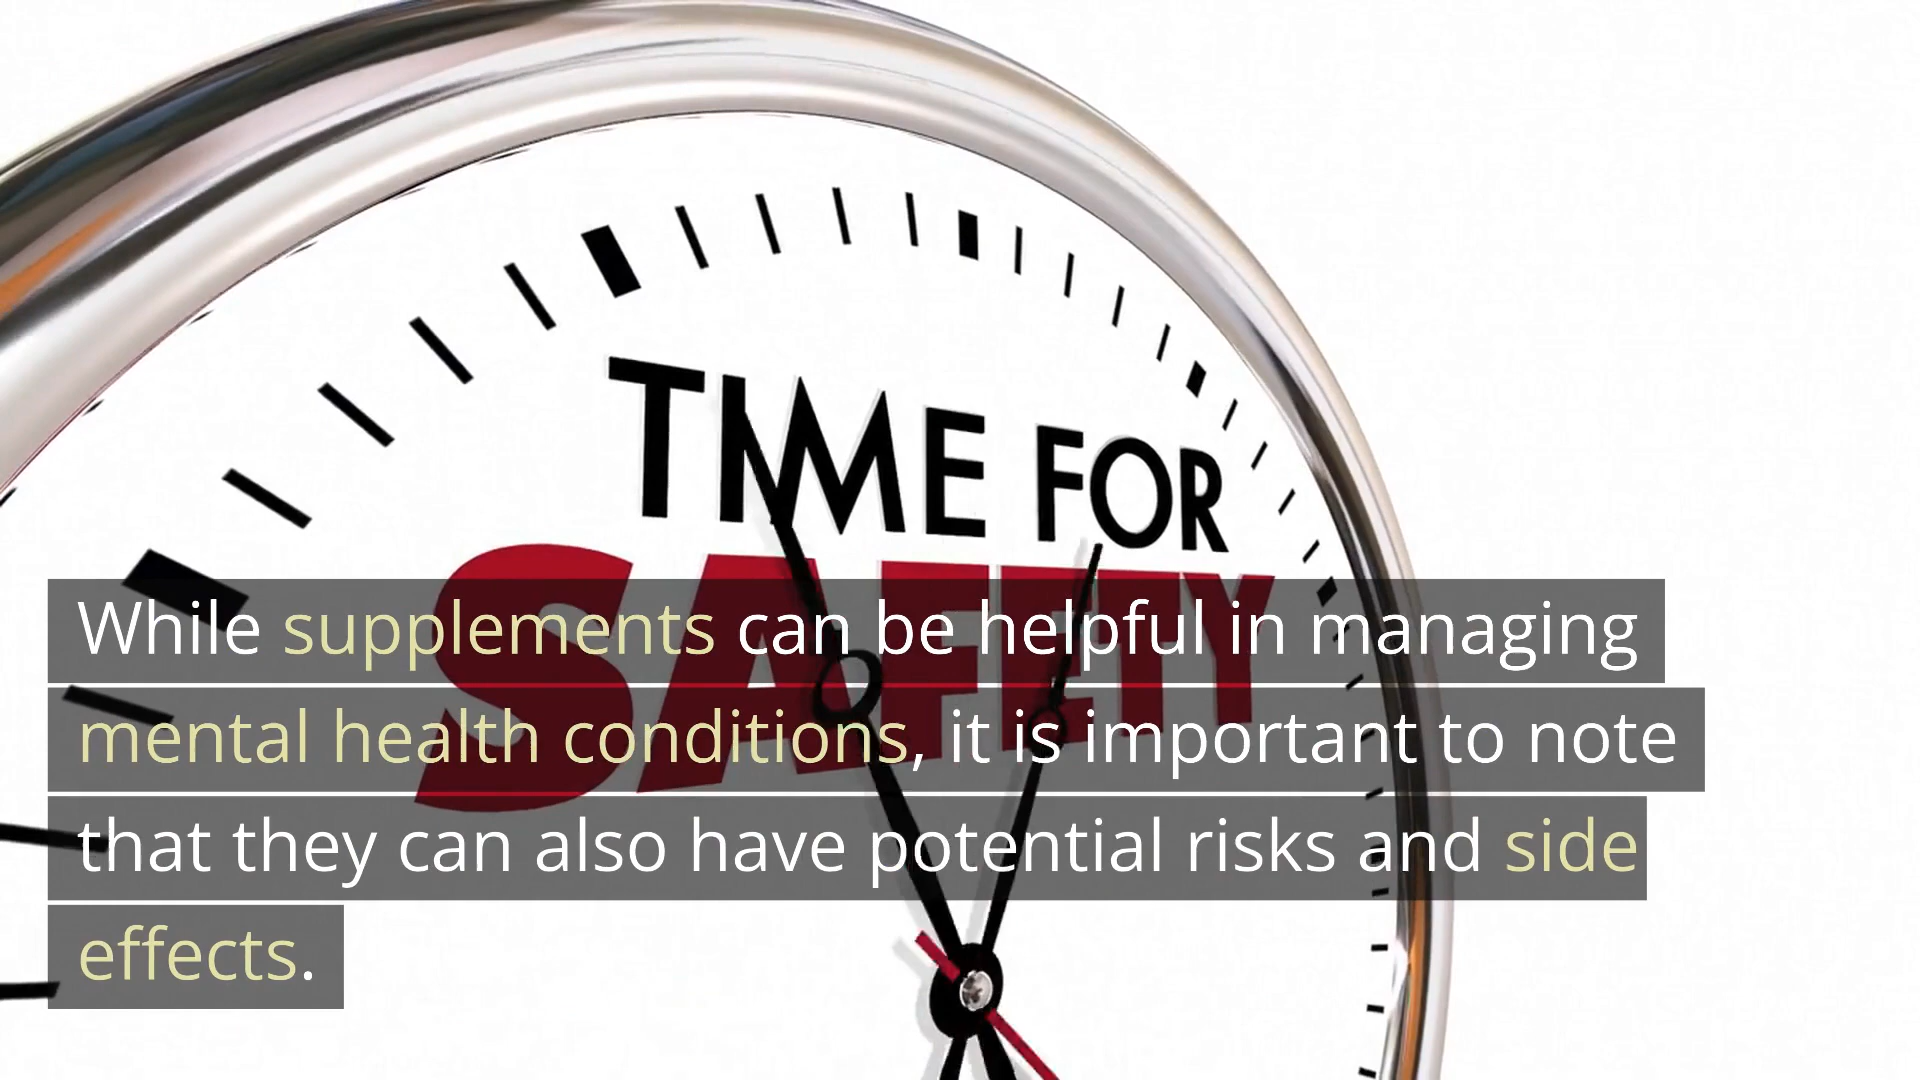 TIME FOR
SAFETY
While supplements can be helpful in managing
mental health conditions, it is important to note
that they can also have potential risks and side
effects.